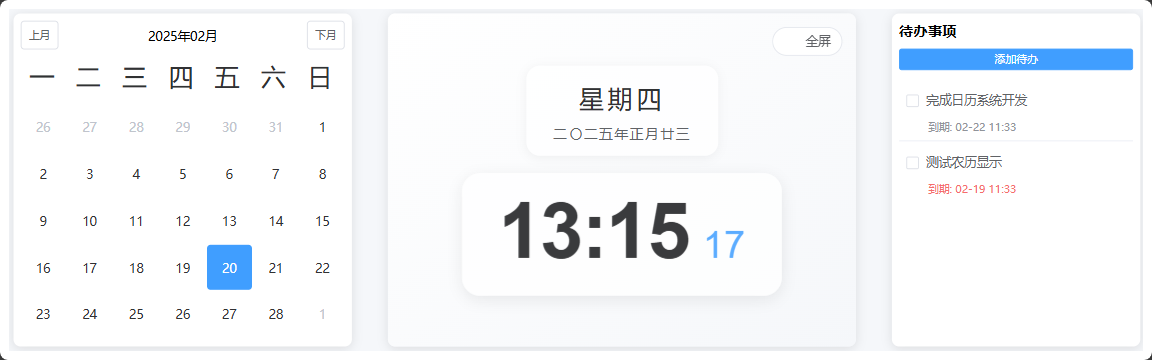 上月 2025年02月 下月
一 二 三 四 五 六 日
26 27 28 29 30 31 1
2 3 4 5 6 7 8
9 10 11 12 13 14 15
16 17 18 19 20 21 22
23 24 25 26 27 28 1
全屏
星期四
二〇二五年正月廿三
13:15 17
待办事项
添加待办
完成日历系统开发
到期: 02-22 11:33
测试农历显示
到期: 02-19 11:33